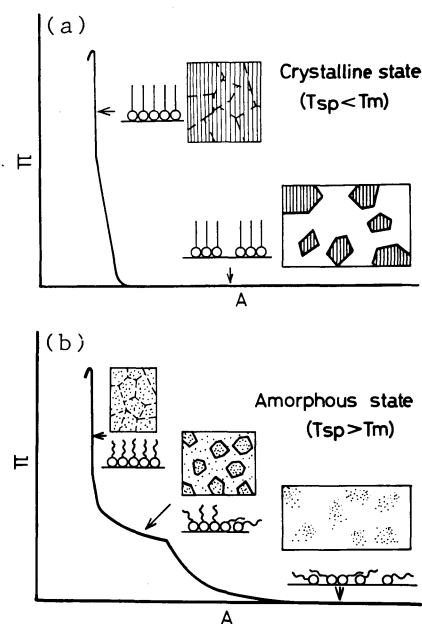 (a)
Crystalline state
(Tsp<Tm)
π
A
(b)
Amorphous state
(Tsp>Tm)
π
A